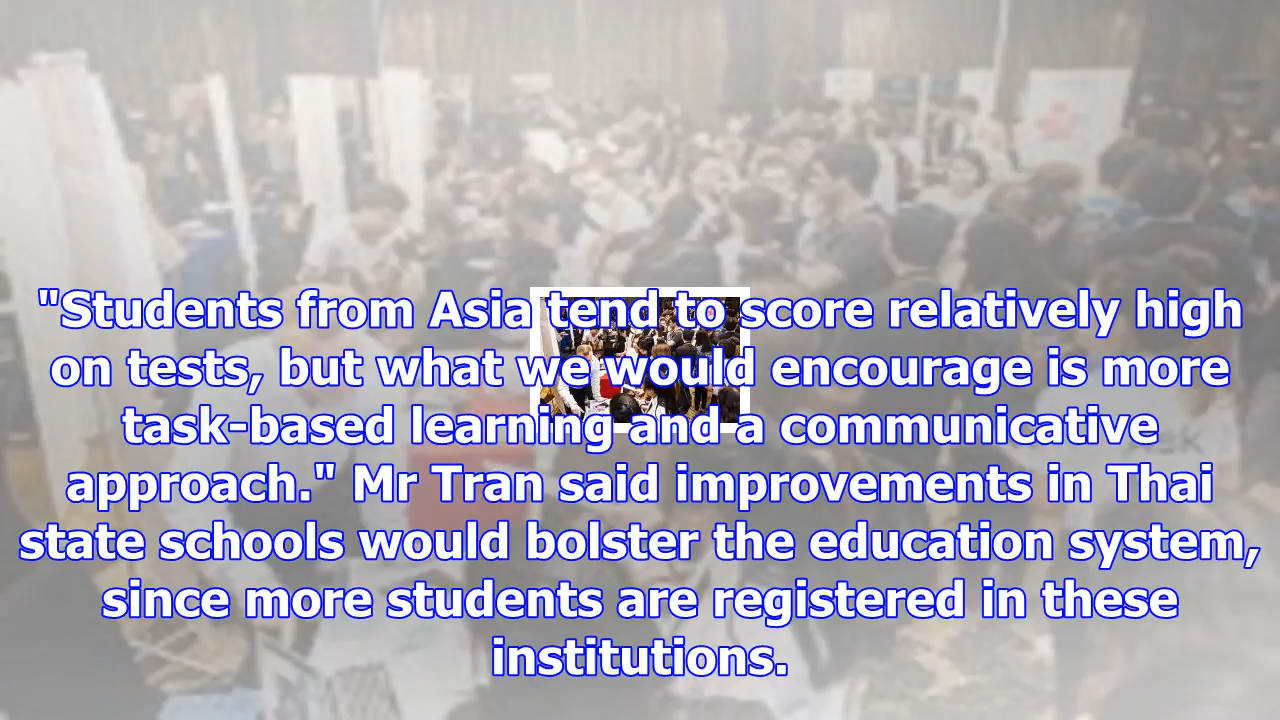 "Students from Asia tend to score relatively high
on tests, but what we would encourage is more
task-based learning and a communicative
approach." Mr Tran said improvements in Thai
state schools would bolster the education system,
since more students are registered in these
institutions.